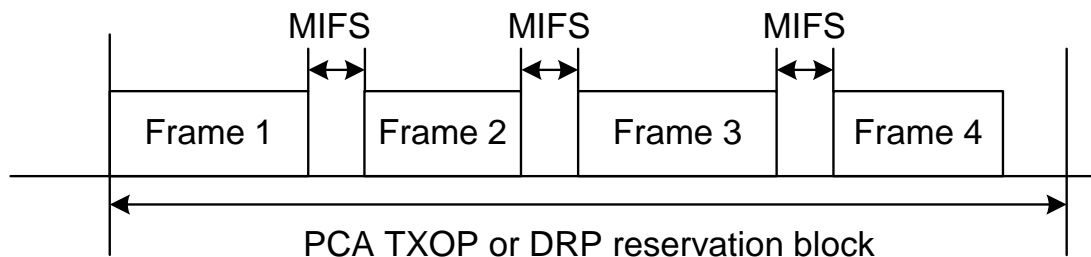 MIFS MIFS MIFS
Frame 1 Frame 2 Frame 3 Frame 4
PCA TXOP or DRP reservation block